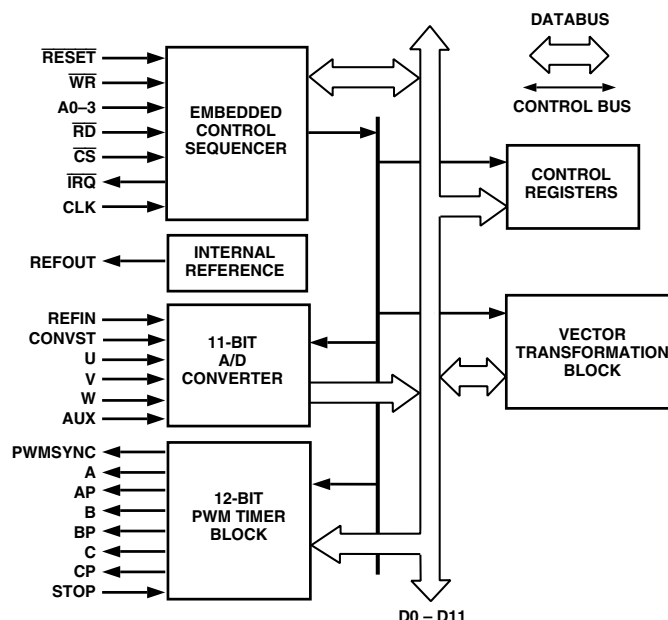 DATABUS
CONTROL BUS
RESET
WR
A0–3
RD
CS
IRQ
CLK
EMBEDDED
CONTROL
SEQUENCER
CONTROL
REGISTERS
REFOUT
INTERNAL
REFERENCE
REFIN
CONVST
U
V
W
AUX
11-BIT
A/D
CONVERTER
VECTOR
TRANSFORMATION
BLOCK
PWMSYNC
A
AP
B
BP
C
CP
STOP
12-BIT
PWM TIMER
BLOCK
D0 – D11